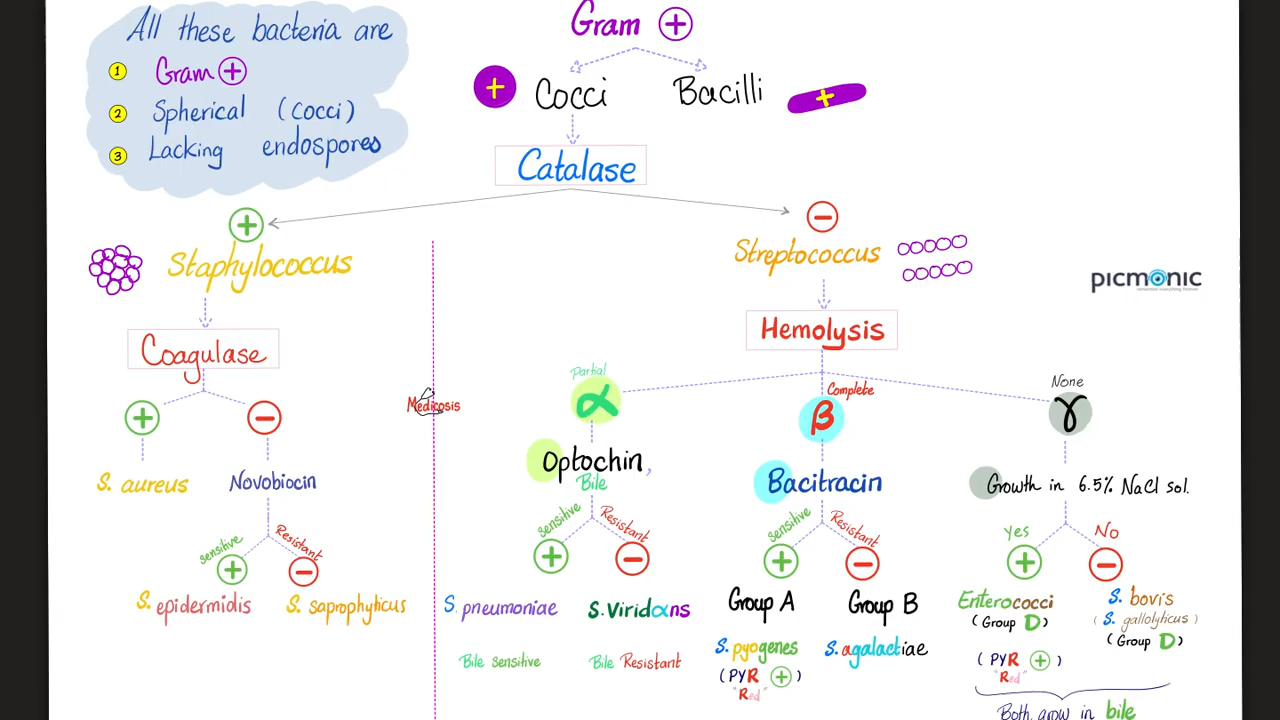 All these bacteria are
1 Gram +
2 Spherical (cocci)
3 Lacking endospores
Gram +
+ Cocci Bacilli +
Catalase
+ −
Staphylococcus Streptococcus
picmonic
Coagulase Hemolysis
+ −
S. aureus Novobiocin
sensitive Resistant
+ −
S. epidermidis S. saprophyticus
Medicosis
Partial Complete None
α β γ
Optochin,
Bile
sensitive Resistant
+ −
S. pneumoniae S. Viridans
Bile sensitive Bile Resistant
Bacitracin
sensitive Resistant
+ −
Group A Group B
S. pyogenes S. agalactiae
(PYR +)
"Red"
Growth in 6.5% NaCl sol.
Yes No
+ −
Enterococci S. bovis
(Group D) (S. gallolyticus)
(Group D)
(PYR +)
"Red"
Both grow in bile